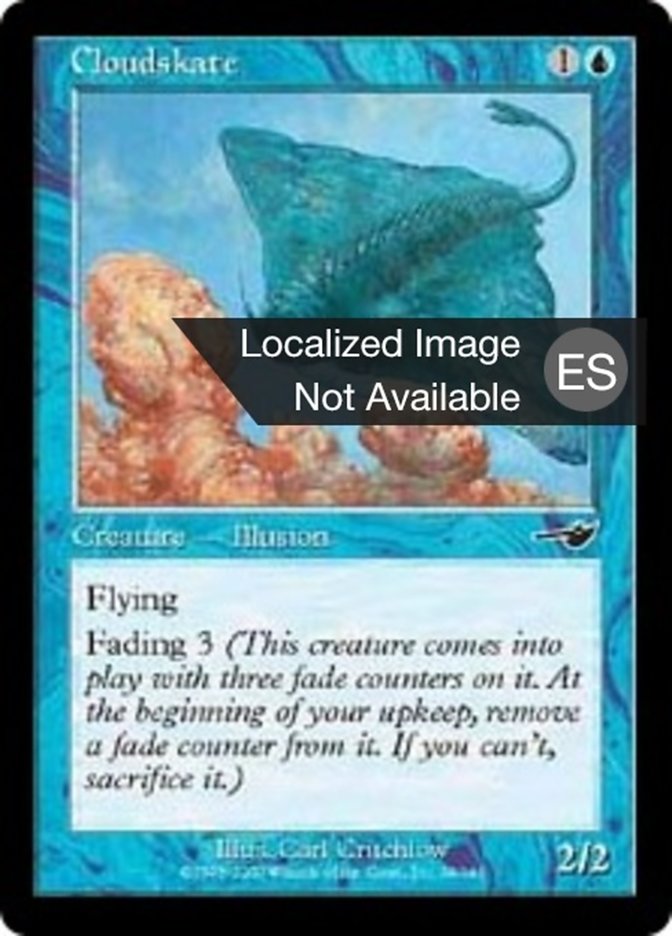 Cloudskate
1
Localized Image
Not Available
ES
Creature — Illusion
Flying
Fading 3 (This creature comes into
play with three fade counters on it. At
the beginning of your upkeep, remove
a fade counter from it. If you can't,
sacrifice it.)
Illus. Carl Critchlow
2/2